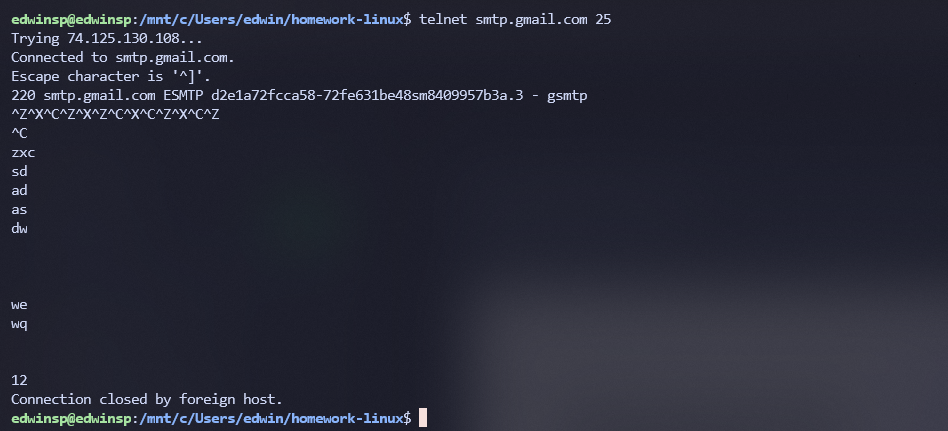 edwinsp@edwinsp:/mnt/c/Users/edwin/homework-linux$ telnet smtp.gmail.com 25
Trying 74.125.130.108...
Connected to smtp.gmail.com.
Escape character is '^]'.
220 smtp.gmail.com ESMTP d2e1a72fcca58-72fe631be48sm8409957b3a.3 - gsmtp
^Z^X^C^Z^X^Z^C^X^C^Z^X^C^Z
^C
zxc
sd
ad
as
dw
we
wq
12
Connection closed by foreign host.
edwinsp@edwinsp:/mnt/c/Users/edwin/homework-linux$